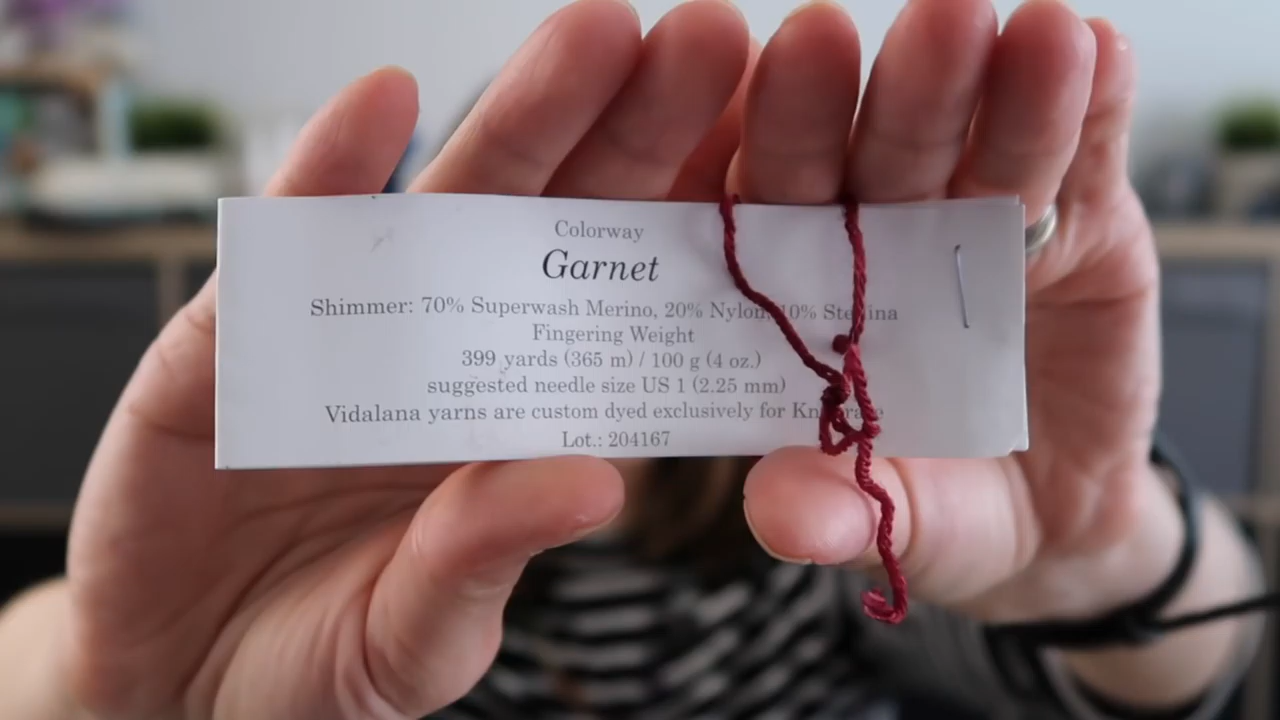 Colorway
Garnet
Shimmer: 70% Superwash Merino, 20% Nylon, 10%
Fingering Weight
399 yards (365 m) / 100 g (4 oz.)
suggested needle size US 1 (2.25 mm)
Vidalana yarns are custom dyed exclusively for
Lot.: 204167